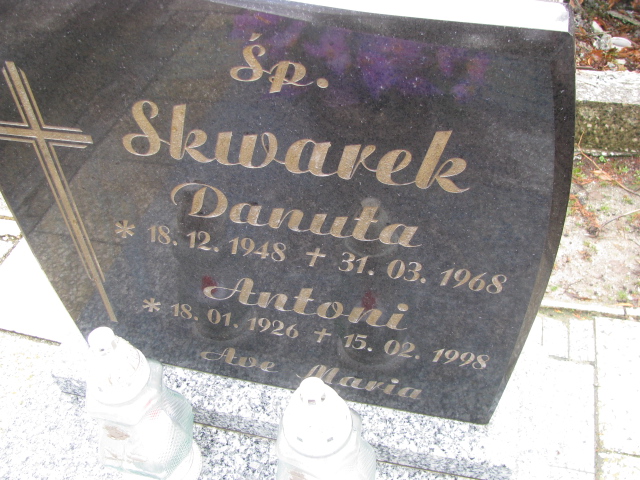 Śp.
Skwarek
Danuta
* 18. 12. 1948 + 31. 03. 1968
Antoni
* 18. 01. 1926 + 15. 02. 1998
Ave Maria